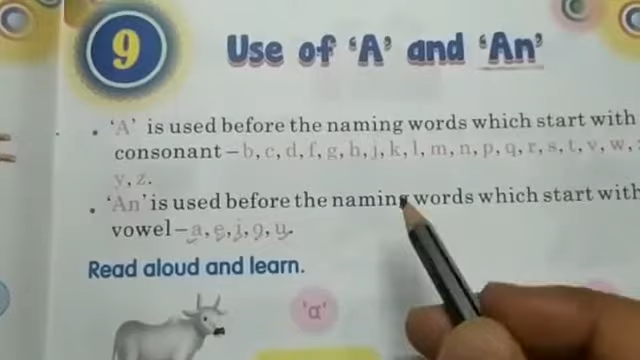 9
Use of 'A' and 'An'
• 'A' is used before the naming words which start with
consonant – b, c, d, f, g, h, j, k, l, m, n, p, q, r, s, t, v, w,
y, z.
• 'An' is used before the naming words which start with
vowel – a, e, i, o, u.
Read aloud and learn.
'a'